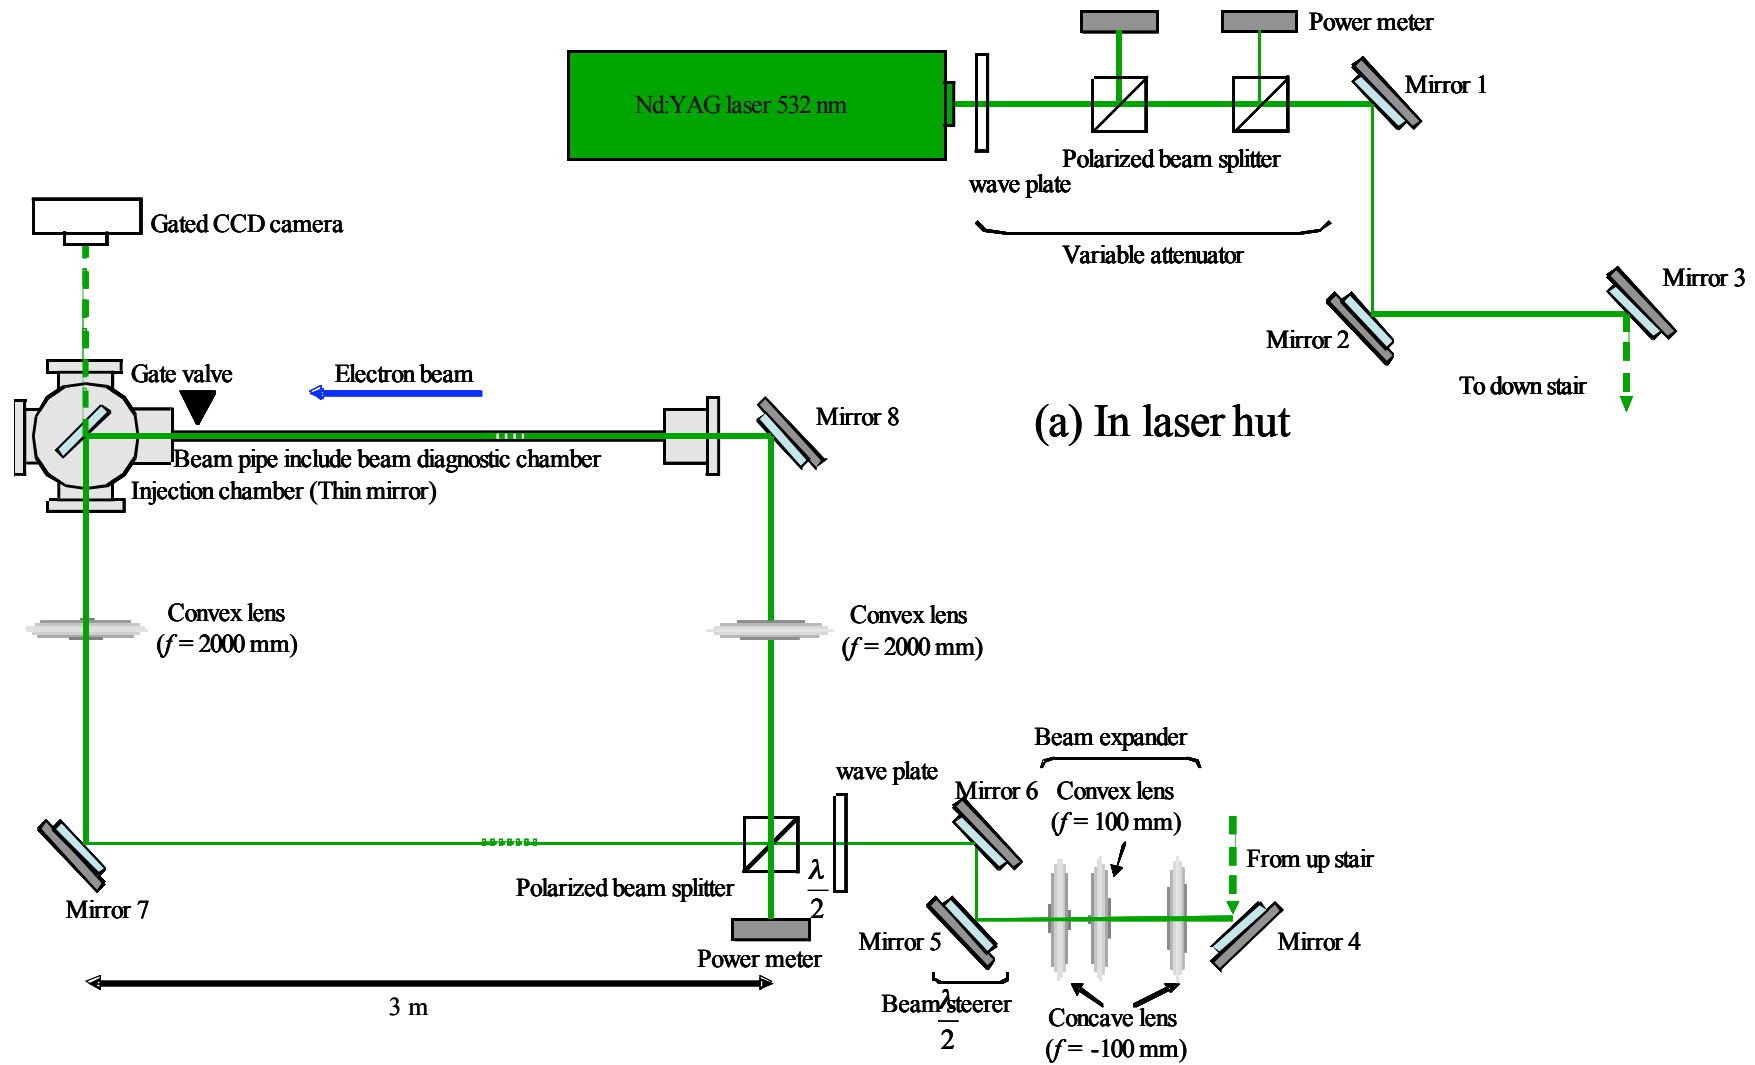 Power meter
Mirror 1
Nd:YAG laser 532 nm
Polarized beam splitter
wave plate
Variable attenuator
Mirror 3
Mirror 2
To down stair
(a) In laser hut
Gated CCD camera
Gate valve
Electron beam
Mirror 8
Beam pipe include beam diagnostic chamber
Injection chamber (Thin mirror)
Convex lens
(f = 2000 mm)
Convex lens
(f = 2000 mm)
Beam expander
wave plate
Mirror 6
Convex lens
(f = 100 mm)
From up stair
Polarized beam splitter
λ
2
Mirror 7
Mirror 5
Mirror 4
Power meter
3 m
Beam steerer
λ
2
Concave lens
(f = -100 mm)